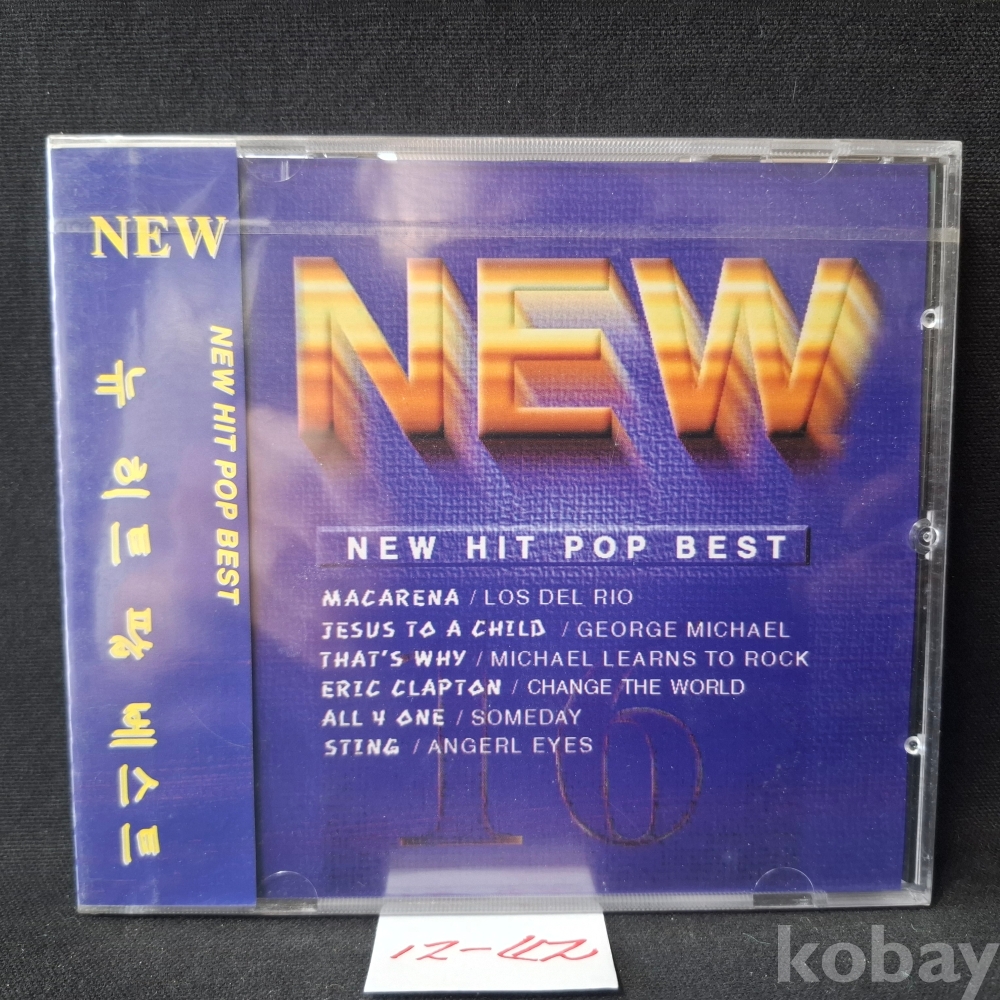 NEW
NEW HIT POP BEST
뉴 히트 팝 베스트
NEW
NEW HIT POP BEST
MACARENA / LOS DEL RIO
JESUS TO A CHILD / GEORGE MICHAEL
THAT'S WHY / MICHAEL LEARNS TO ROCK
ERIC CLAPTON / CHANGE THE WORLD
ALL 4 ONE / SOMEDAY
STING / ANGERL EYES
16
kobay